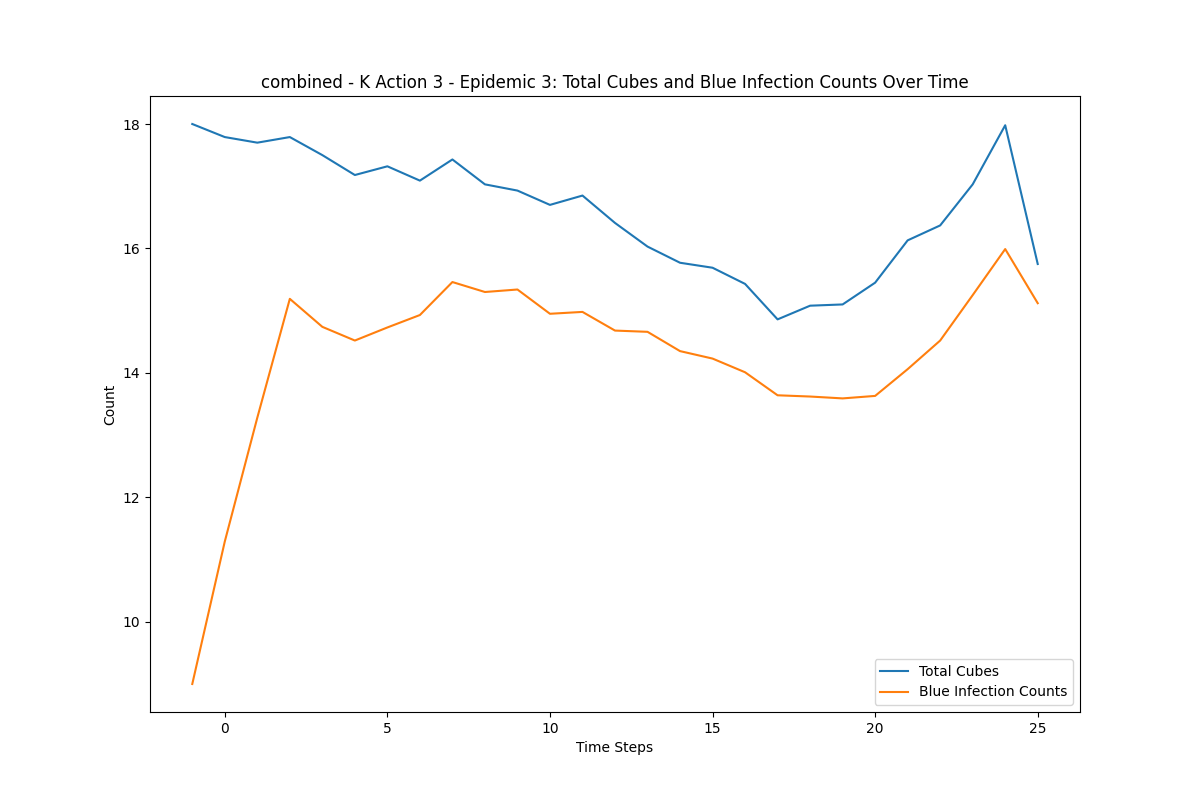 combined - K Action 3 - Epidemic 3: Total Cubes and Blue Infection Counts Over Time
18
16
14
12
10
Count
0 5 10 15 20 25
Time Steps
Total Cubes
Blue Infection Counts